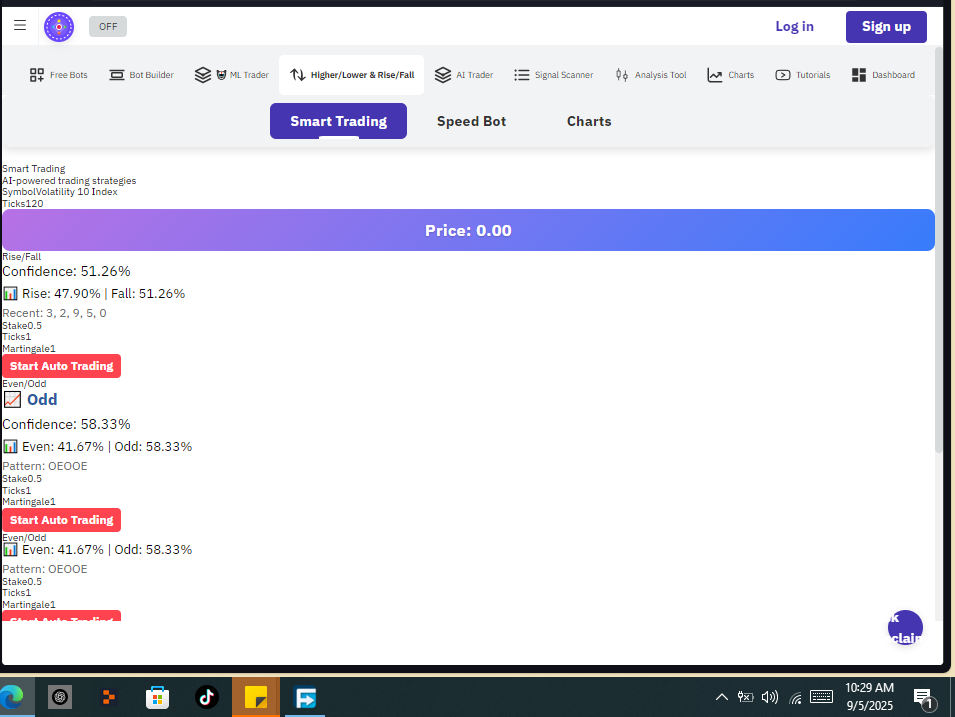 OFF
Log in
Sign up
Free Bots
Bot Builder
ML Trader
Higher/Lower & Rise/Fall
AI Trader
Signal Scanner
Analysis Tool
Charts
Tutorials
Dashboard
Smart Trading
Speed Bot
Charts
Smart Trading
AI-powered trading strategies
SymbolVolatility 10 Index
Ticks120
Price: 0.00
Rise/Fall
Confidence: 51.26%
Rise: 47.90% | Fall: 51.26%
Recent: 3, 2, 9, 5, 0
Stake0.5
Ticks1
Martingale1
Start Auto Trading
Even/Odd
Odd
Confidence: 58.33%
Even: 41.67% | Odd: 58.33%
Pattern: OEOOE
Stake0.5
Ticks1
Martingale1
Start Auto Trading
Even/Odd
Even: 41.67% | Odd: 58.33%
Pattern: OEOOE
Stake0.5
Ticks1
Martingale1
Start Auto Trading
10:29 AM
9/5/2025
1